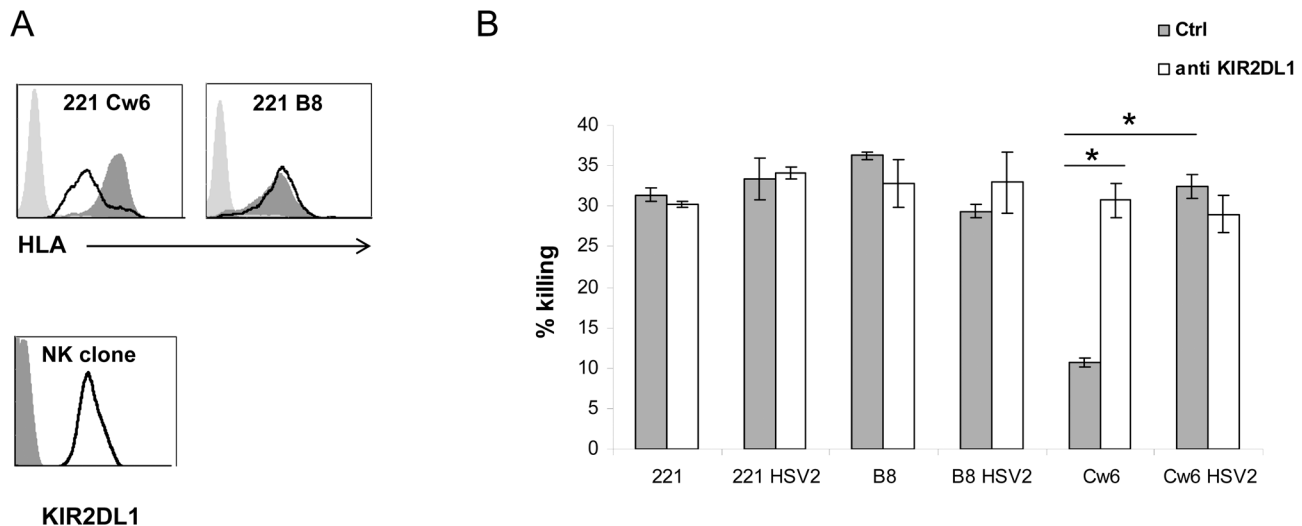 A
221 Cw6
221 B8
HLA
NK clone
KIR2DL1
B
Ctrl
anti KIR2DL1
*
*
% killing
40
35
30
25
20
15
10
5
0
221
221 HSV2
B8
B8 HSV2
Cw6
Cw6 HSV2